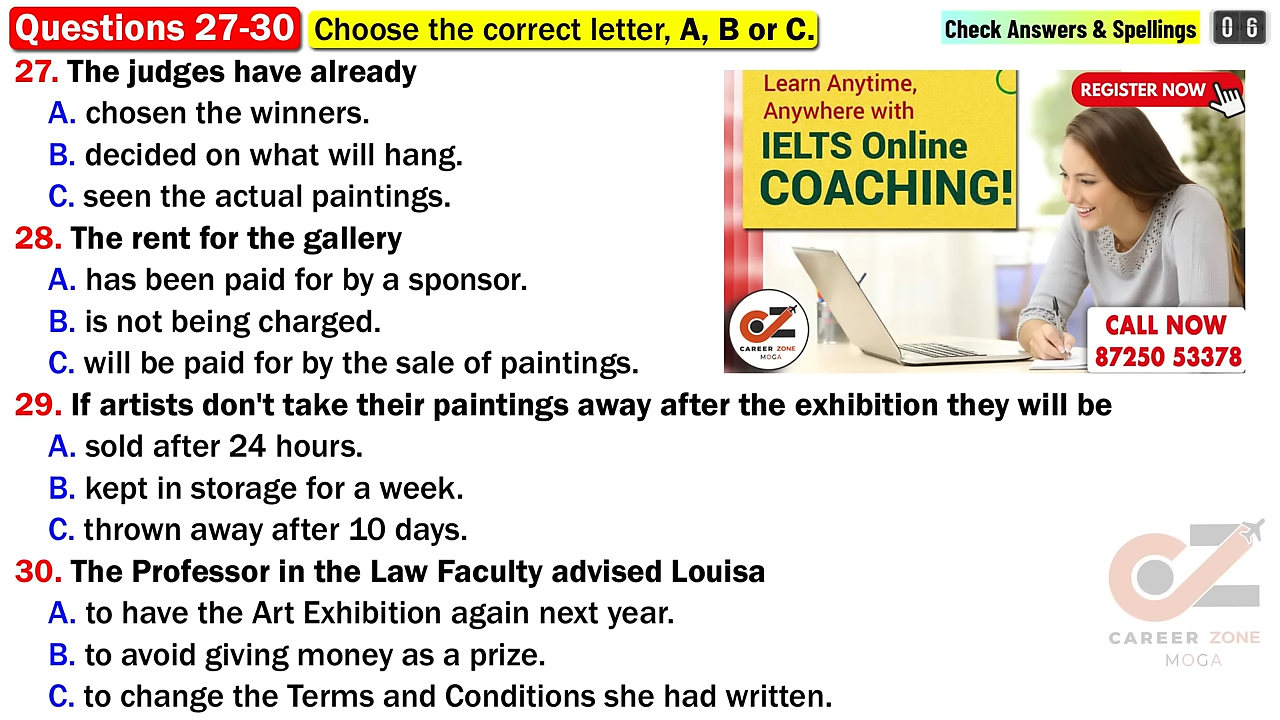 Questions 27-30 Choose the correct letter, A, B or C. Check Answers & Spellings 06
27. The judges have already
A. chosen the winners.
B. decided on what will hang.
C. seen the actual paintings.
28. The rent for the gallery
A. has been paid for by a sponsor.
B. is not being charged.
C. will be paid for by the sale of paintings.
29. If artists don't take their paintings away after the exhibition they will be
A. sold after 24 hours.
B. kept in storage for a week.
C. thrown away after 10 days.
30. The Professor in the Law Faculty advised Louisa
A. to have the Art Exhibition again next year.
B. to avoid giving money as a prize.
C. to change the Terms and Conditions she had written.
Learn Anytime,
Anywhere with
IELTS Online
COACHING!
REGISTER NOW
CZ
CAREER ZONE
MOGA
CALL NOW
87250 53378
CZ
CAREER ZONE
MOGA